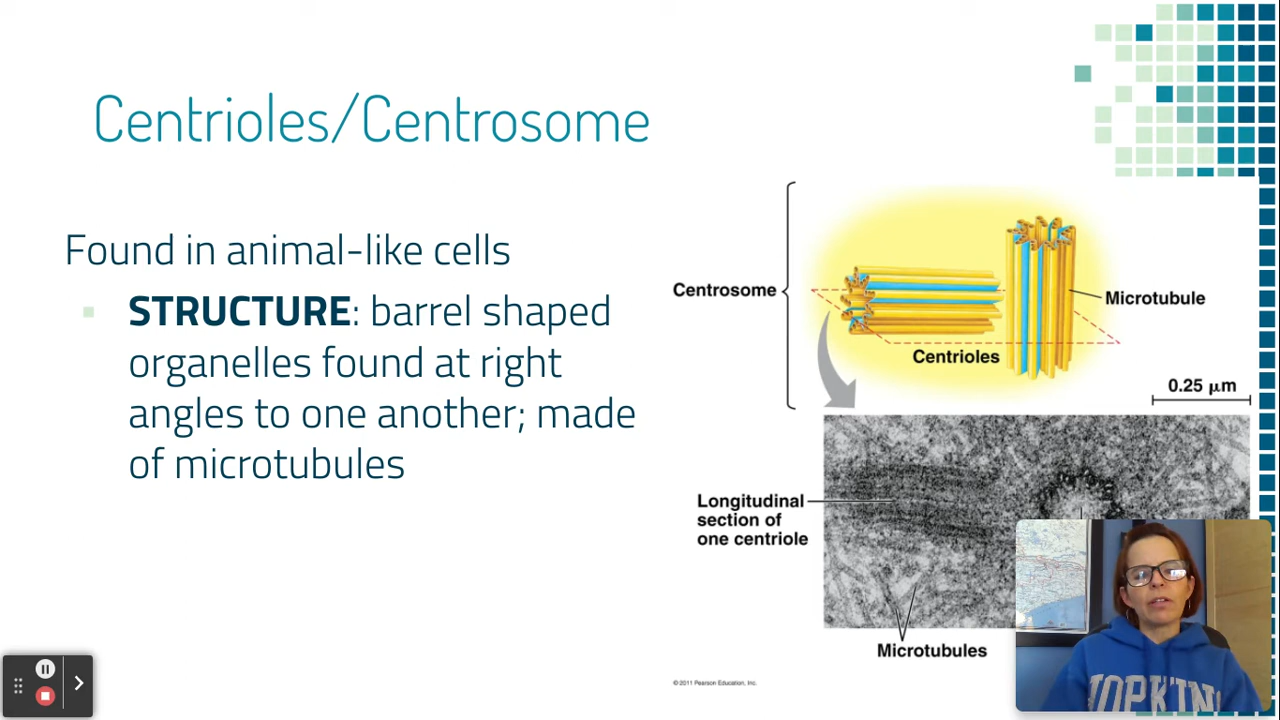 Centrioles/Centrosome
Found in animal-like cells
STRUCTURE: barrel shaped
organelles found at right
angles to one another; made
of microtubules
Centrosome
Microtubule
Centrioles
0.25 μm
Longitudinal
section of
one centriole
Microtubules
© 2011 Pearson Education, Inc.
HOPKINS